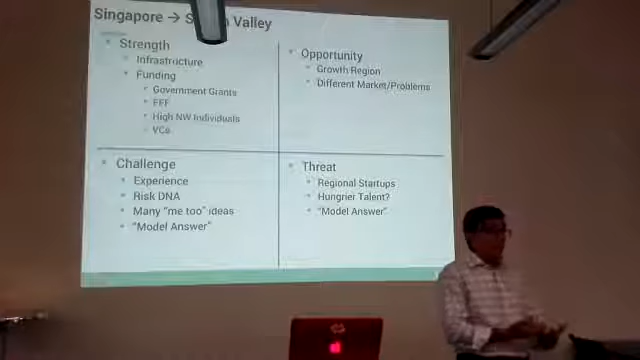 Singapore → S Valley
Strength
Infrastructure
Funding
Government Grants
FFF
High NW Individuals
VCs
Opportunity
Growth Region
Different Market/Problems
Challenge
Experience
Risk DNA
Many "me too" ideas
"Model Answer"
Threat
Regional Startups
Hungrier Talent?
"Model Answer"